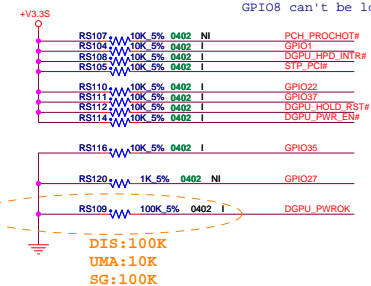 GPIO8 can't be lo
+V3.3S
RS107 10K_5% 0402 NI PCH_PROCHOT#
RS104 10K_5% 0402 I GPIO1
RS108 10K_5% 0402 I DGPU_HPD_INTR#
RS105 10K_5% 0402 I STP_PCI#
RS110 10K_5% 0402 I GPIO22
RS111 10K_5% 0402 I GPIO37
RS112 10K_5% 0402 I DGPU_HOLD_RST#
RS114 10K_5% 0402 I DGPU_PWR_EN#
RS116 10K_5% 0402 I GPIO35
RS120 1K_5% 0402 NI GPIO27
RS109 100K_5% 0402 I DGPU_PWROK
DIS:100K
UMA:10K
SG:100K